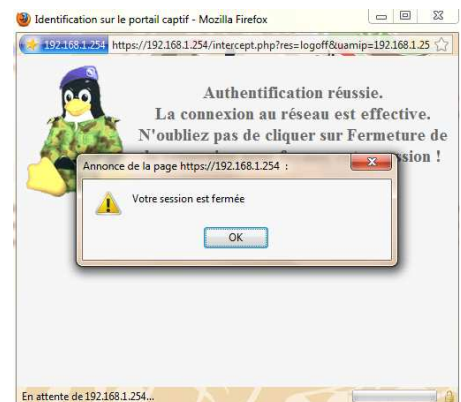 Identification sur le portail captif - Mozilla Firefox
192.168.1.254 https://192.168.1.254/intercept.php?res=logoff&uamip=192.168.1.25
Authentification réussie.
La connexion au réseau est effective.
N'oubliez pas de cliquer sur Fermeture de
Annonce de la page https://192.168.1.254 :
Votre session est fermée
OK
En attente de 192.168.1.254...